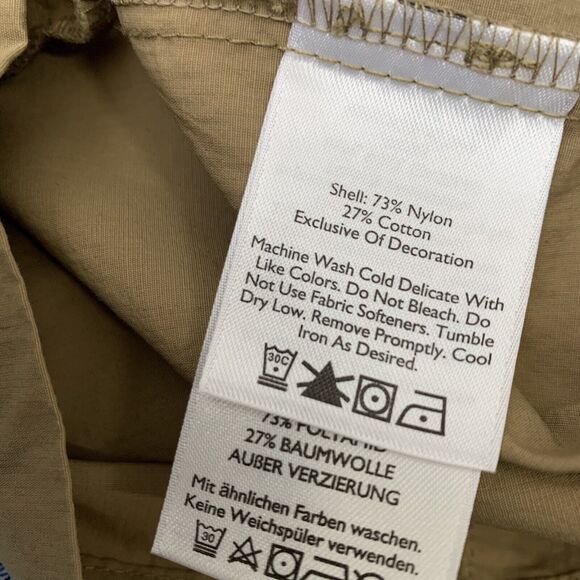 Shell: 73% Nylon
27% Cotton
Exclusive Of Decoration
Machine Wash Cold Delicate With
Like Colors. Do Not Bleach. Do
Not Use Fabric Softeners. Tumble
Dry Low. Remove Promptly. Cool
Iron As Desired.
30C
73% POLYAMID
27% BAUMWOLLE
AUßER VERZIERUNG
Mit ähnlichen Farben waschen.
Keine Weichspüler verwenden.
30